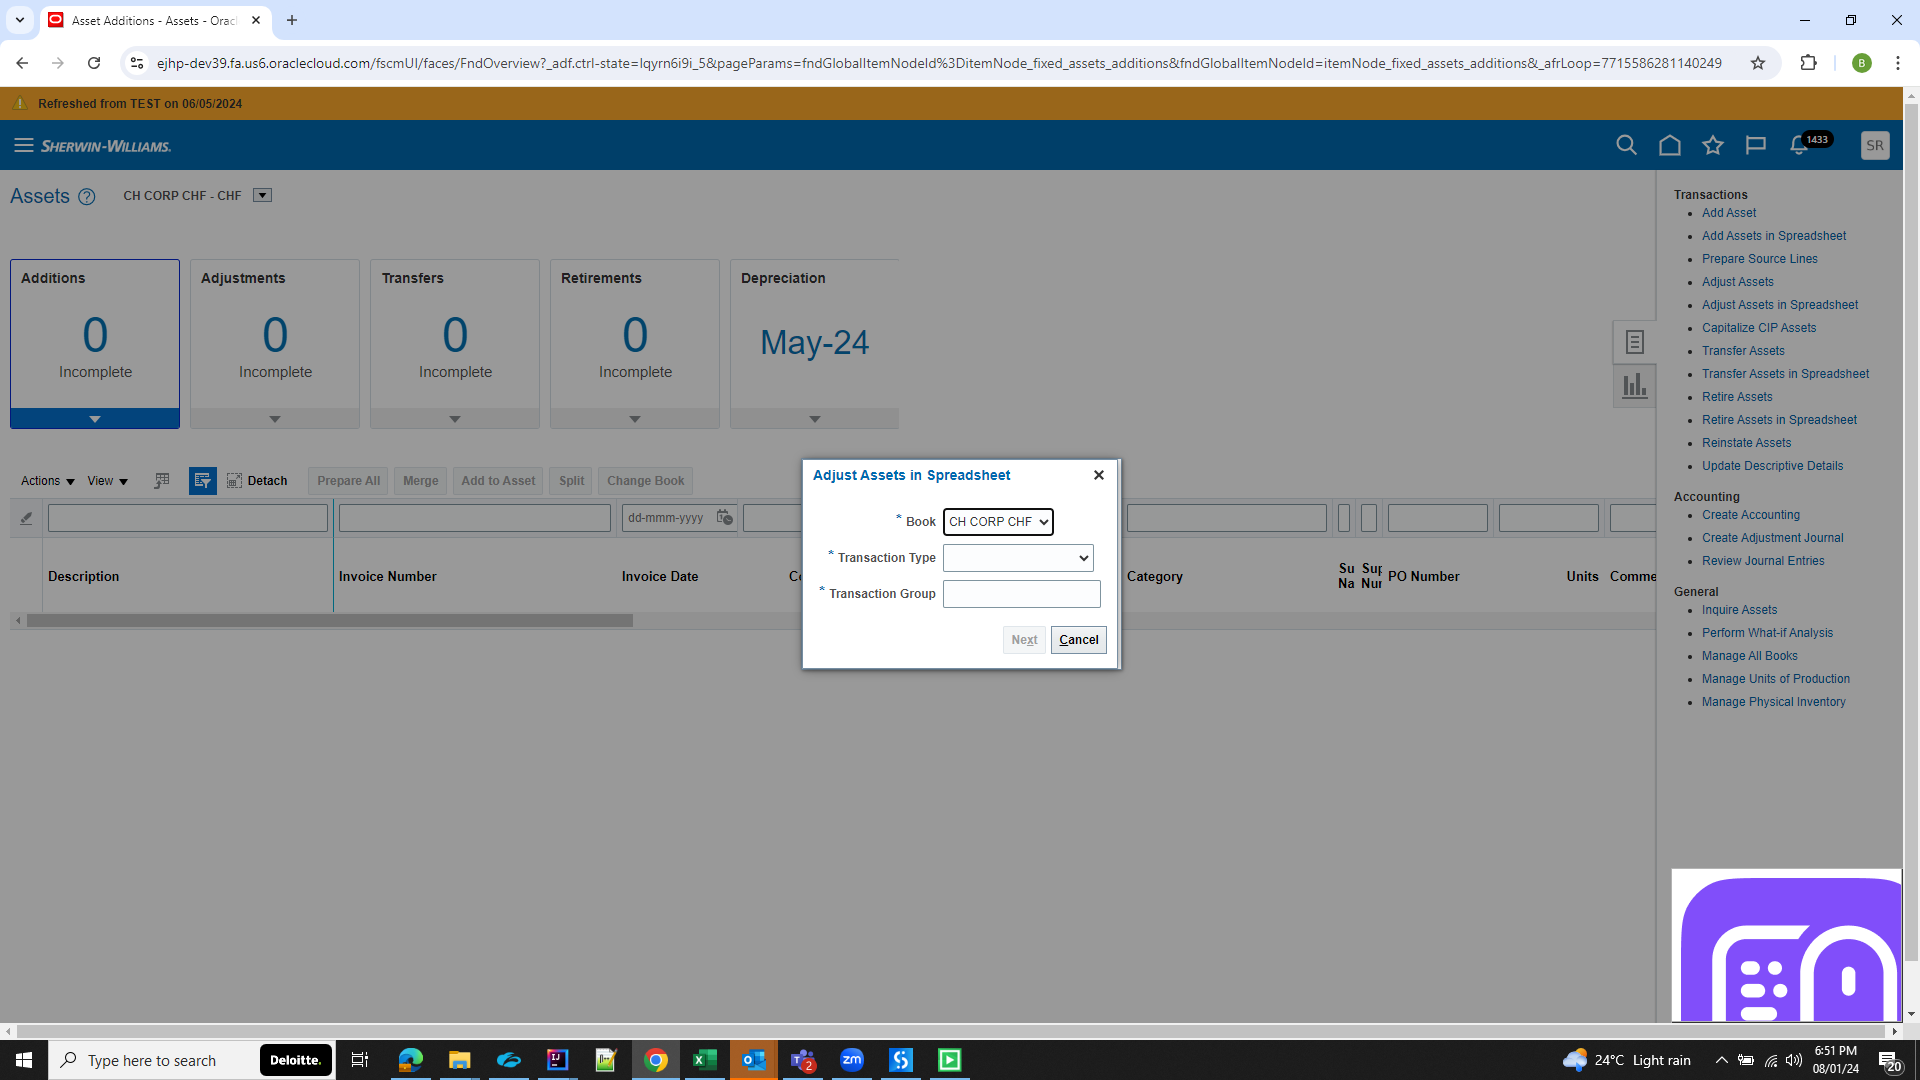 Asset Additions - Assets - Orac
ejhp-dev39.fa.us6.oraclecloud.com/fscmUI/faces/FndOverview?_adf.ctrl-state=lqyrn6i9i_5&pageParams=fndGlobalItemNodeId%3DitemNode_fixed_assets_additions&fndGlobalItemNodeId=itemNode_fixed_assets_additions&_afrLoop=7715586281140249
B
Refreshed from TEST on 06/05/2024
SHERWIN-WILLIAMS.
1433
SR
Assets ?
CH CORP CHF - CHF
Additions
0
Incomplete
Adjustments
0
Incomplete
Transfers
0
Incomplete
Retirements
0
Incomplete
Depreciation
May-24
Actions
View
Detach
Prepare All
Merge
Add to Asset
Split
Change Book
dd-mmm-yyyy
Description
Invoice Number
Invoice Date
Co
Category
Su
Na
Sup
Nur
PO Number
Units
Comme
Adjust Assets in Spreadsheet
* Book
CH CORP CHF
* Transaction Type
* Transaction Group
Next
Cancel
Transactions
Add Asset
Add Assets in Spreadsheet
Prepare Source Lines
Adjust Assets
Adjust Assets in Spreadsheet
Capitalize CIP Assets
Transfer Assets
Transfer Assets in Spreadsheet
Retire Assets
Retire Assets in Spreadsheet
Reinstate Assets
Update Descriptive Details
Accounting
Create Accounting
Create Adjustment Journal
Review Journal Entries
General
Inquire Assets
Perform What-if Analysis
Manage All Books
Manage Units of Production
Manage Physical Inventory
Type here to search
Deloitte.
2
zm
24°C Light rain
6:51 PM
08/01/24
20